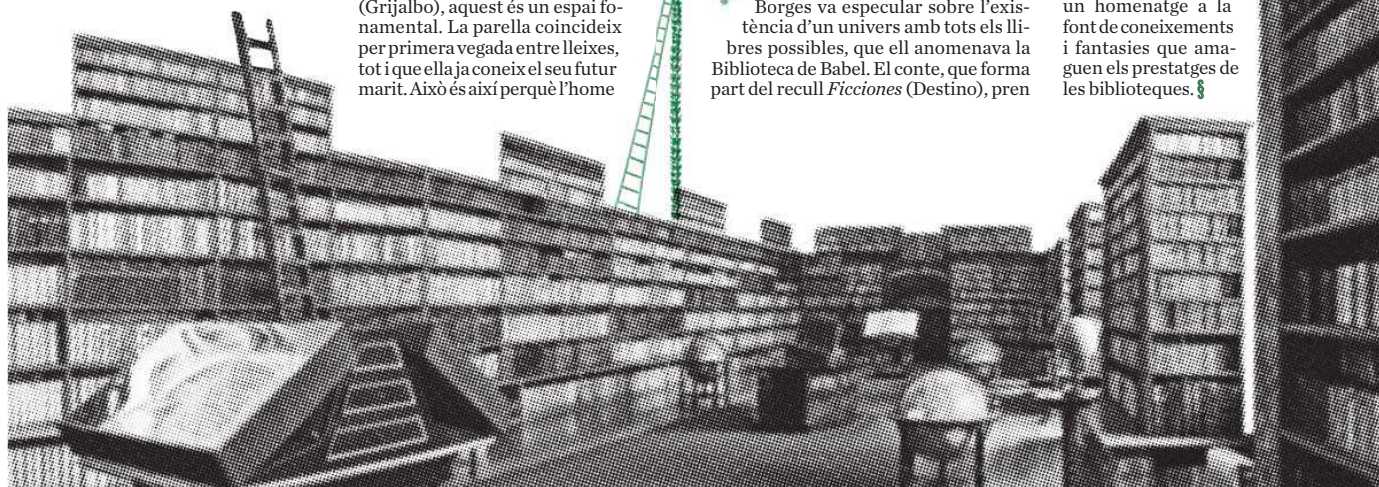 (Grijalbo), aquest és un espai fo-
namental. La parella coincideix
per primera vegada entre lleixes,
tot i que ella ja coneix el seu futur
marit. Això és així perquè l'home
Borges va especular sobre l'exis-
tència d'un univers amb tots els lli-
bres possibles, que ell anomenava la
Biblioteca de Babel. El conte, que forma
part del recull Ficciones (Destino), pren
un homenatge a la
font de coneixements
i fantasies que ama-
guen els prestatges de
les biblioteques. §